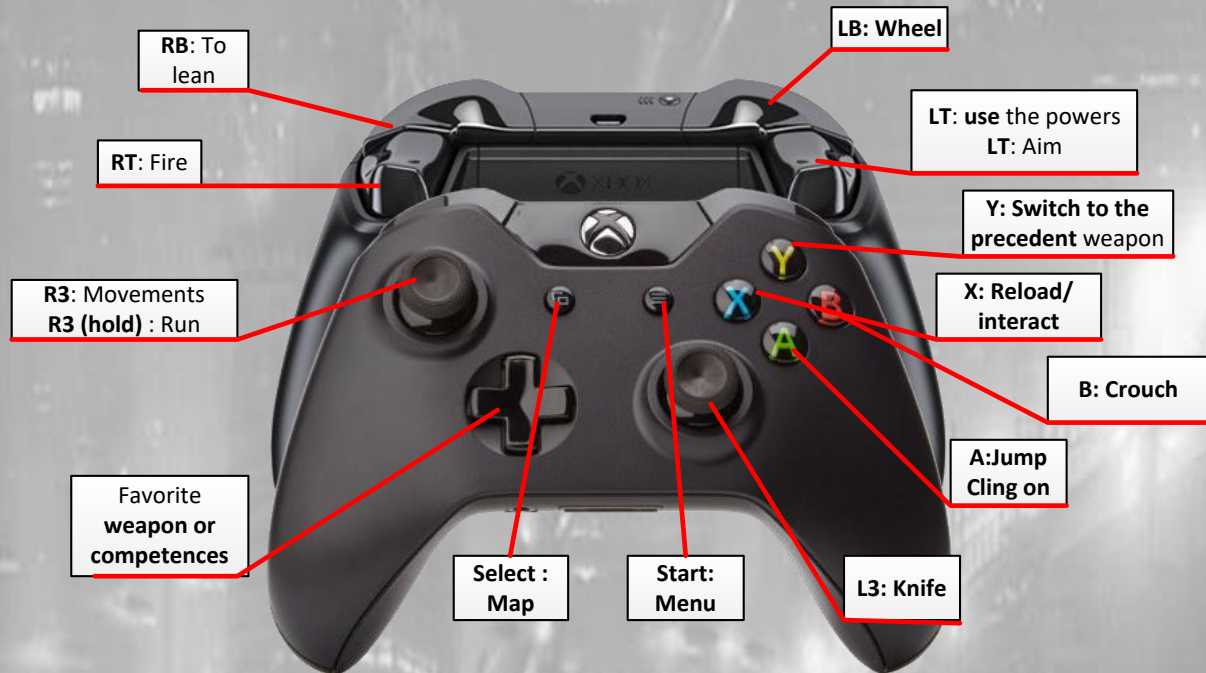 RB: To
lean
LB: Wheel
RT: Fire
LT: use the powers
LT: Aim
XBOX
Y: Switch to the
precedent weapon
Y
X
B
A
R3: Movements
R3 (hold) : Run
X: Reload/
interact
B: Crouch
A:Jump
Cling on
Favorite
weapon or
competences
Select :
Map
Start:
Menu
L3: Knife